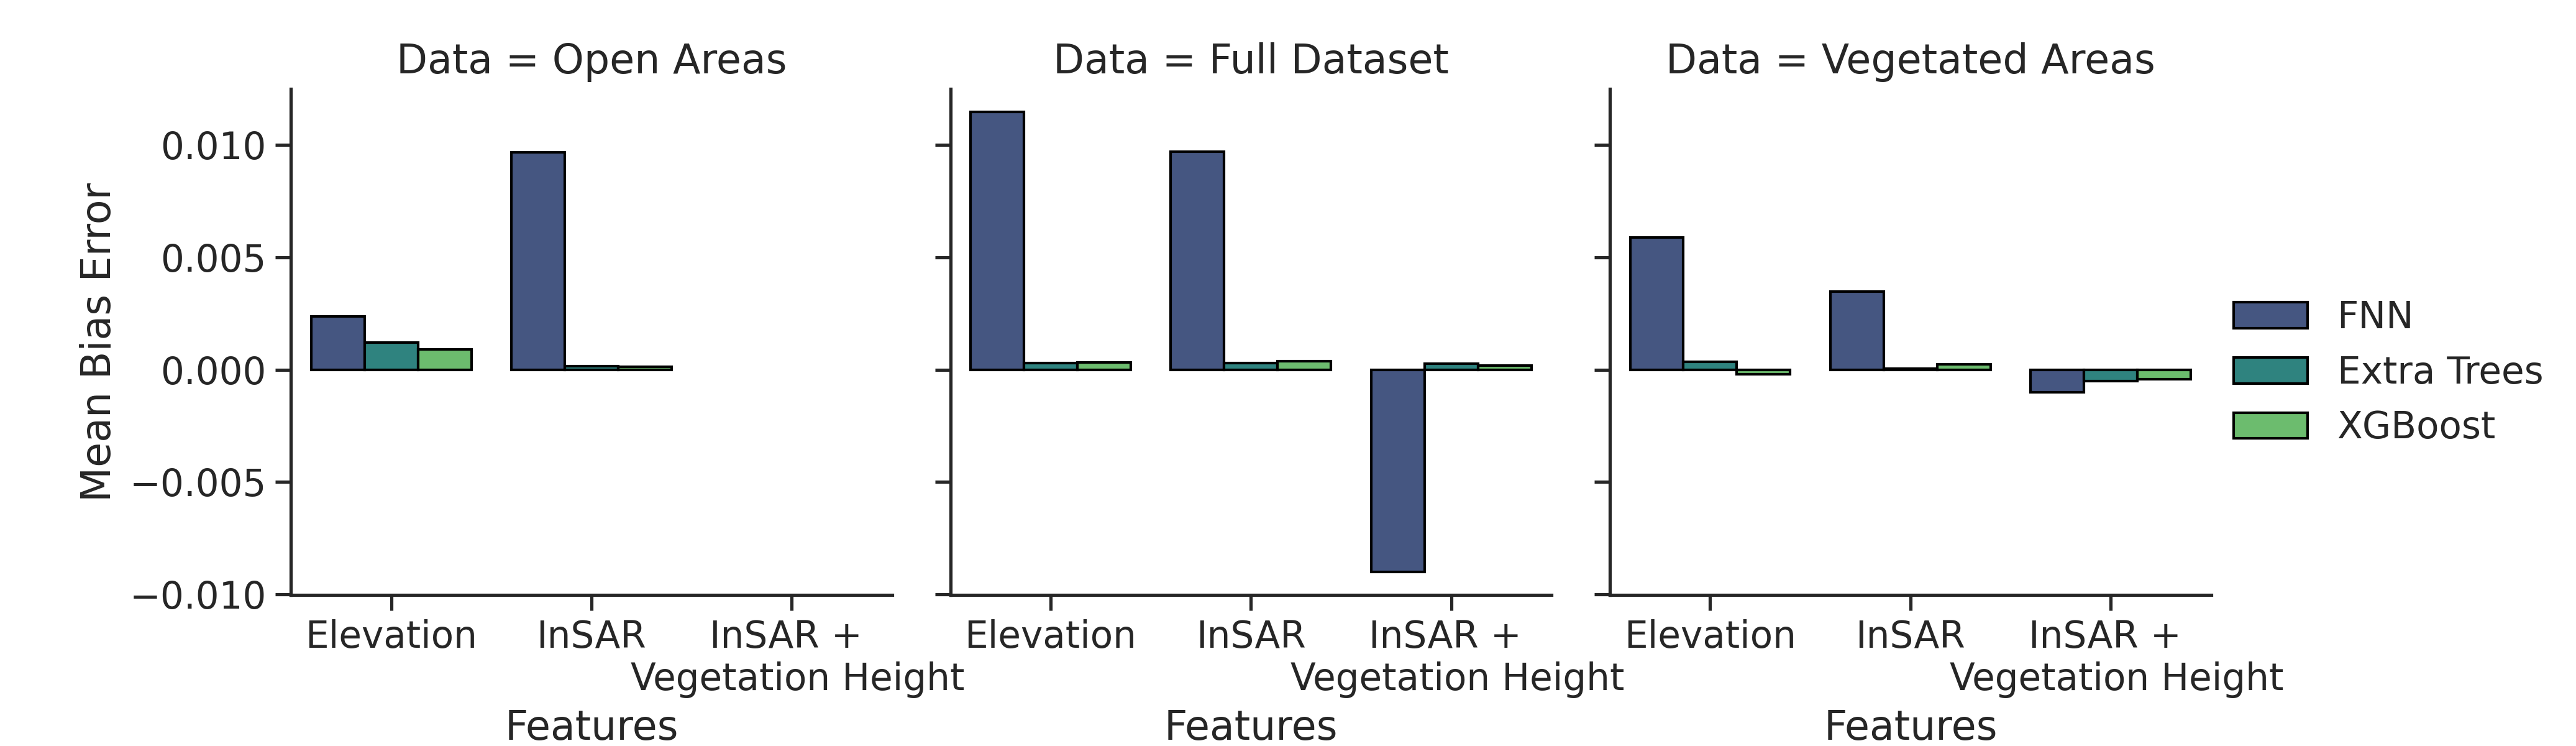 Data = Open Areas
Data = Full Dataset
Data = Vegetated Areas
Mean Bias Error
0.010
0.005
0.000
−0.005
−0.010
Elevation
InSAR
InSAR +
Vegetation Height
Features
Elevation
InSAR
InSAR +
Vegetation Height
Features
Elevation
InSAR
InSAR +
Vegetation Height
Features
FNN
Extra Trees
XGBoost